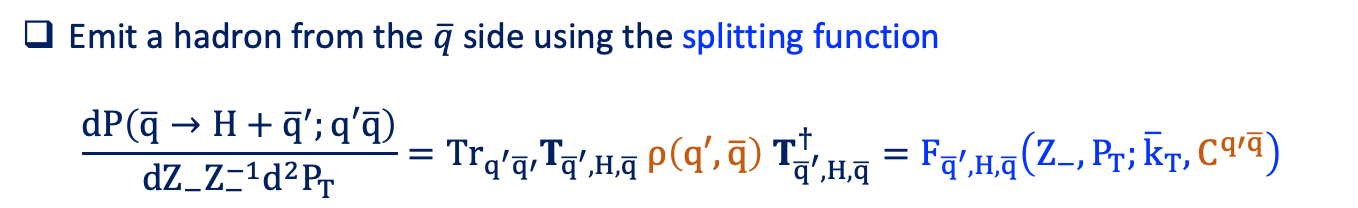 ❑ Emit a hadron from the q̄ side using the splitting function
dP(q̄ → H + q̄′; q′q̄) / dZ₋Z₋⁻¹d²P_T = Tr_{q′q̄′} 𝐓_{q̄′,H,q̄} ρ(q′, q̄) 𝐓†_{q̄′,H,q̄} = F_{q̄′,H,q̄}(Z₋, P_T; k̄_T, C^{q′q̄})